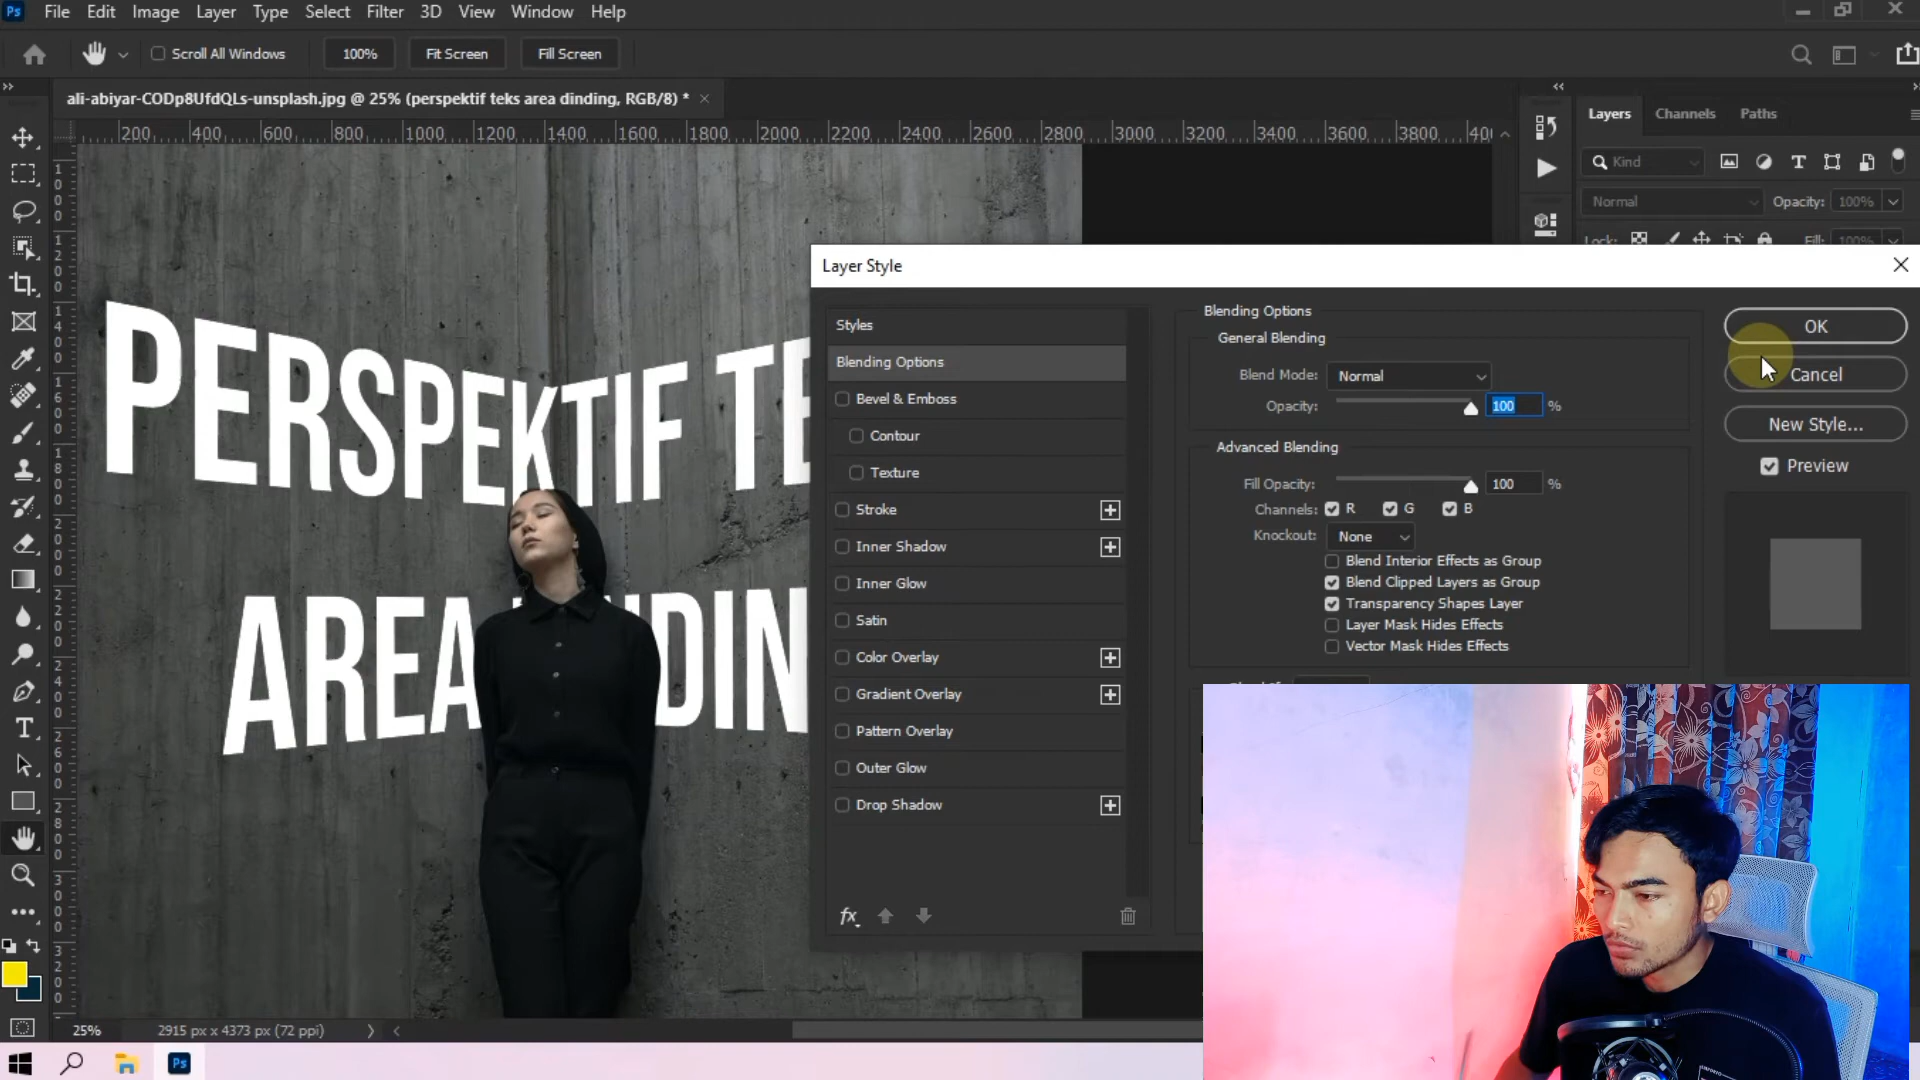 Ps File Edit Image Layer Type Select Filter 3D View Window Help
Scroll All Windows 100% Fit Screen Fill Screen
ali-abiyar-CODp8UfdQLs-unsplash.jpg @ 25% (perspektif teks area dinding, RGB/8) *
200 400 600 800 1000 1200 1400 1600 1800 2000 2200 2400 2600 2800 3000 3200 3400 3600 3800
Layers Channels Paths
Kind
Normal Opacity: 100%
Lock: Fill: 100%
Layer Style
Styles
Blending Options
Bevel & Emboss
Contour
Texture
Stroke
Inner Shadow
Inner Glow
Satin
Color Overlay
Gradient Overlay
Pattern Overlay
Outer Glow
Drop Shadow
fx
Blending Options
General Blending
Blend Mode: Normal
Opacity: 100 %
Advanced Blending
Fill Opacity: 100 %
Channels: R G B
Knockout: None
Blend Interior Effects as Group
Blend Clipped Layers as Group
Transparency Shapes Layer
Layer Mask Hides Effects
Vector Mask Hides Effects
OK
Cancel
New Style...
Preview
PERSPEKTIF TE
AREA DIN
25% 2915 px x 4373 px (72 ppi)
Ps